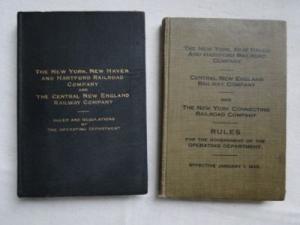 THE NEW YORK, NEW HAVEN
AND HARTFORD RAILROAD
COMPANY
AND
THE CENTRAL NEW ENGLAND
RAILWAY COMPANY
RULES AND REGULATIONS
OF
THE OPERATING DEPARTMENT
THE NEW YORK, NEW HAVEN
AND HARTFORD RAILROAD
COMPANY
CENTRAL NEW ENGLAND
RAILWAY COMPANY
AND
THE NEW YORK CONNECTING
RAILROAD COMPANY
RULES
FOR THE GOVERNMENT OF THE
OPERATING DEPARTMENT.
EFFECTIVE JANUARY 1,